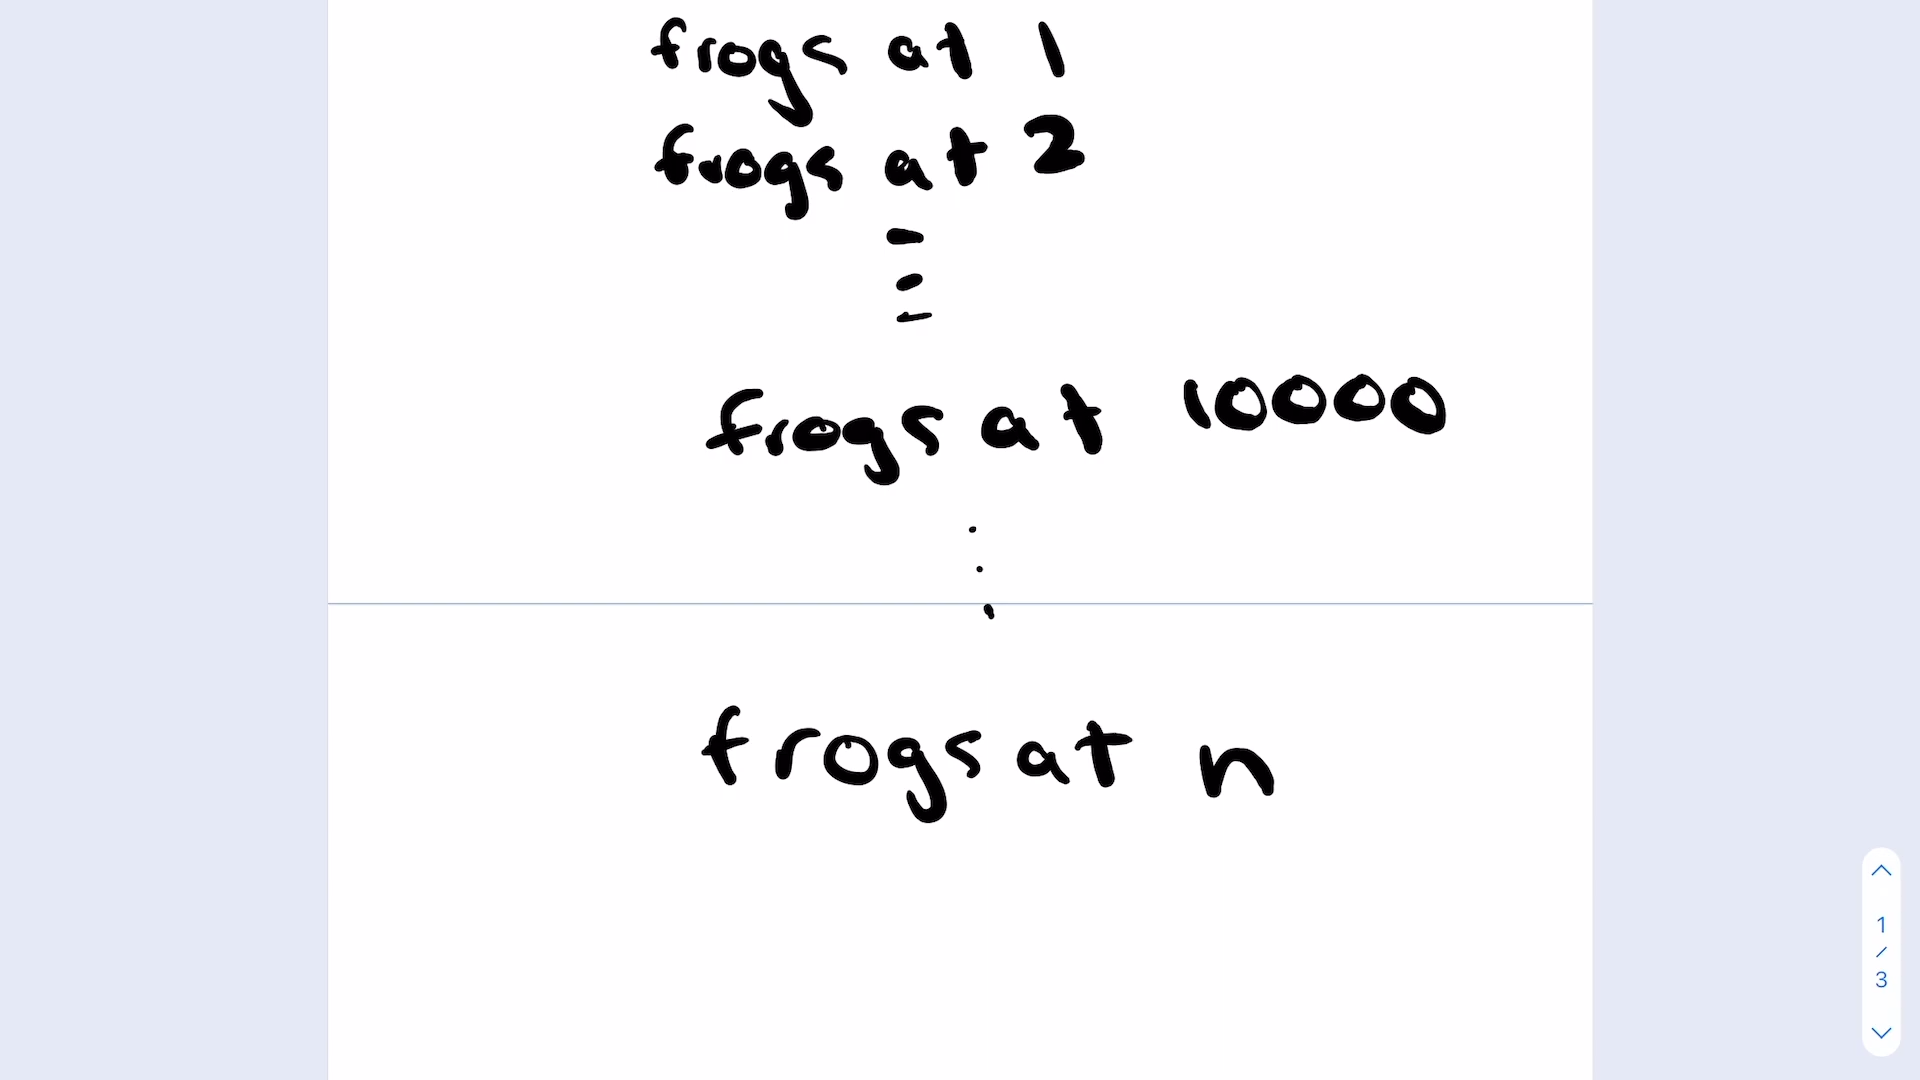 frogs at 1
frogs at 2
frogs at 10000
frogs at n
1
/
3